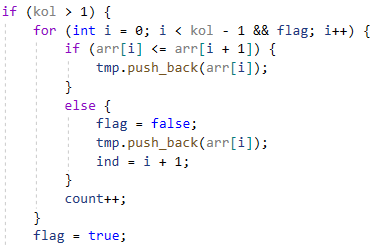 if (kol > 1) {
    for (int i = 0; i < kol - 1 && flag; i++) {
        if (arr[i] <= arr[i + 1]) {
            tmp.push_back(arr[i]);
        }
        else {
            flag = false;
            tmp.push_back(arr[i]);
            ind = i + 1;
        }
        count++;
    }
    flag = true;